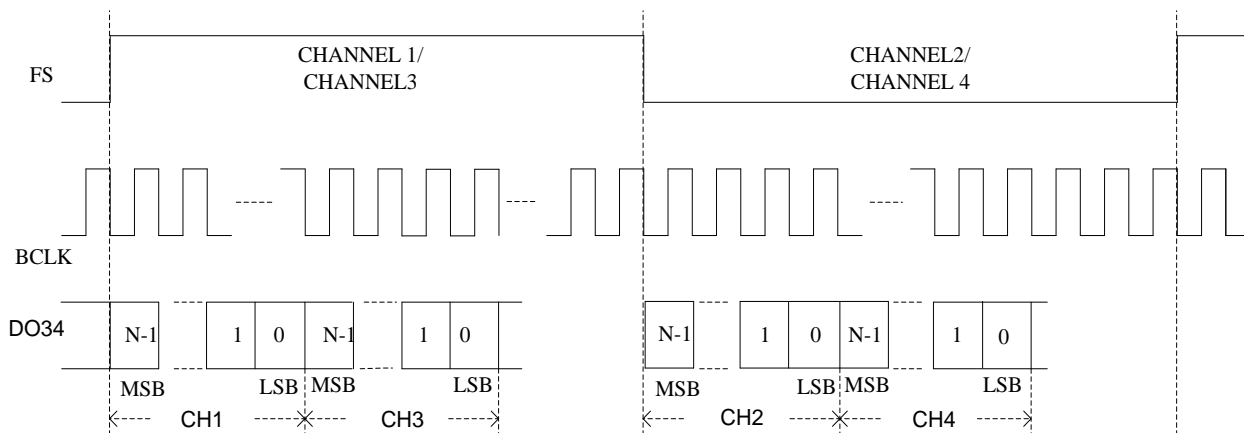 CHANNEL 1/
CHANNEL3
CHANNEL2/
CHANNEL 4
FS
BCLK
DO34
N-1
1
0
N-1
1
0
N-1
1
0
N-1
1
0
MSB
LSB
MSB
LSB
MSB
LSB
MSB
LSB
CH1
CH3
CH2
CH4